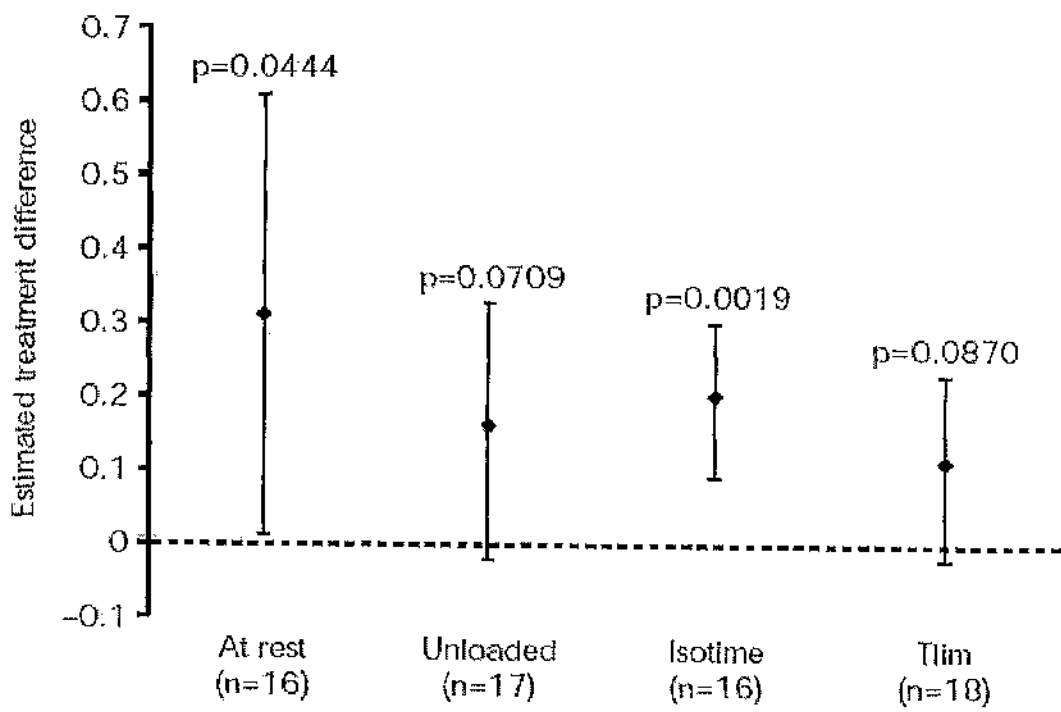 Estimated treatment difference
0.7
0.6
0.5
0.4
0.3
0.2
0.1
0
–0.1
p=0.0444
p=0.0709
p=0.0019
p=0.0870
At rest
(n=16)
Unloaded
(n=17)
Isotime
(n=16)
Tlim
(n=18)